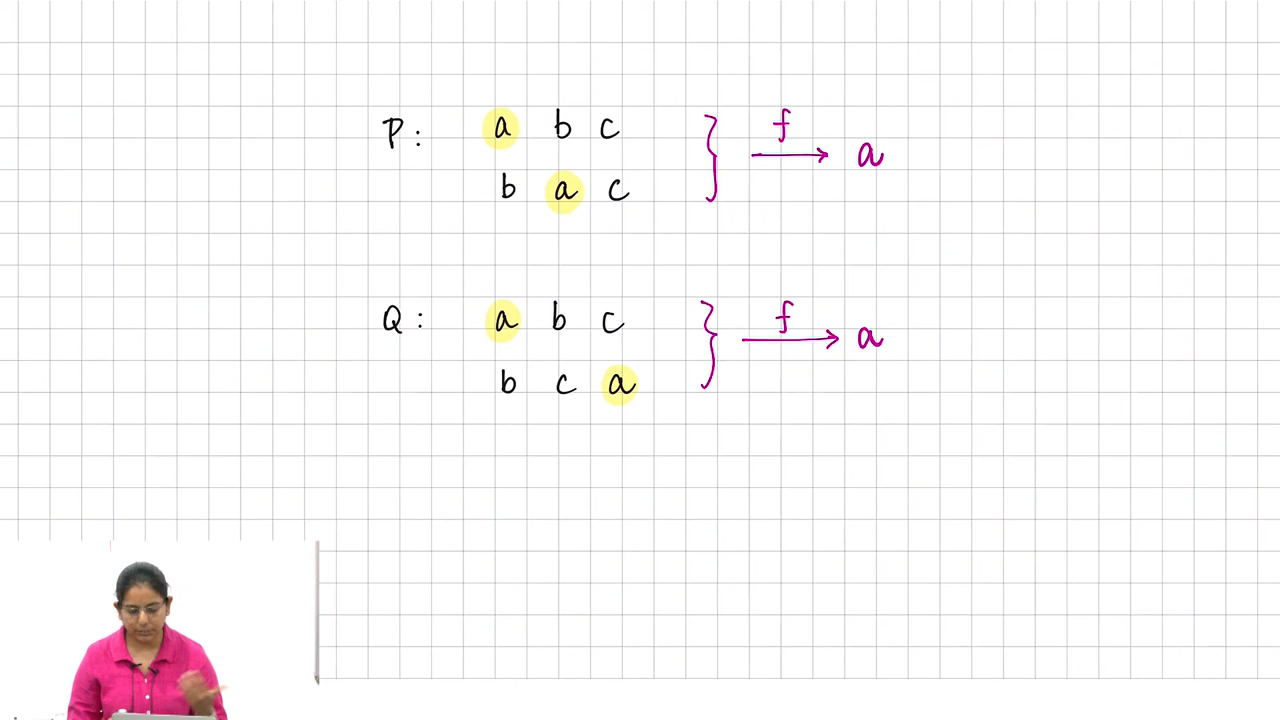 P: a b c } f → a
b a c
Q: a b c } f → a
b c a